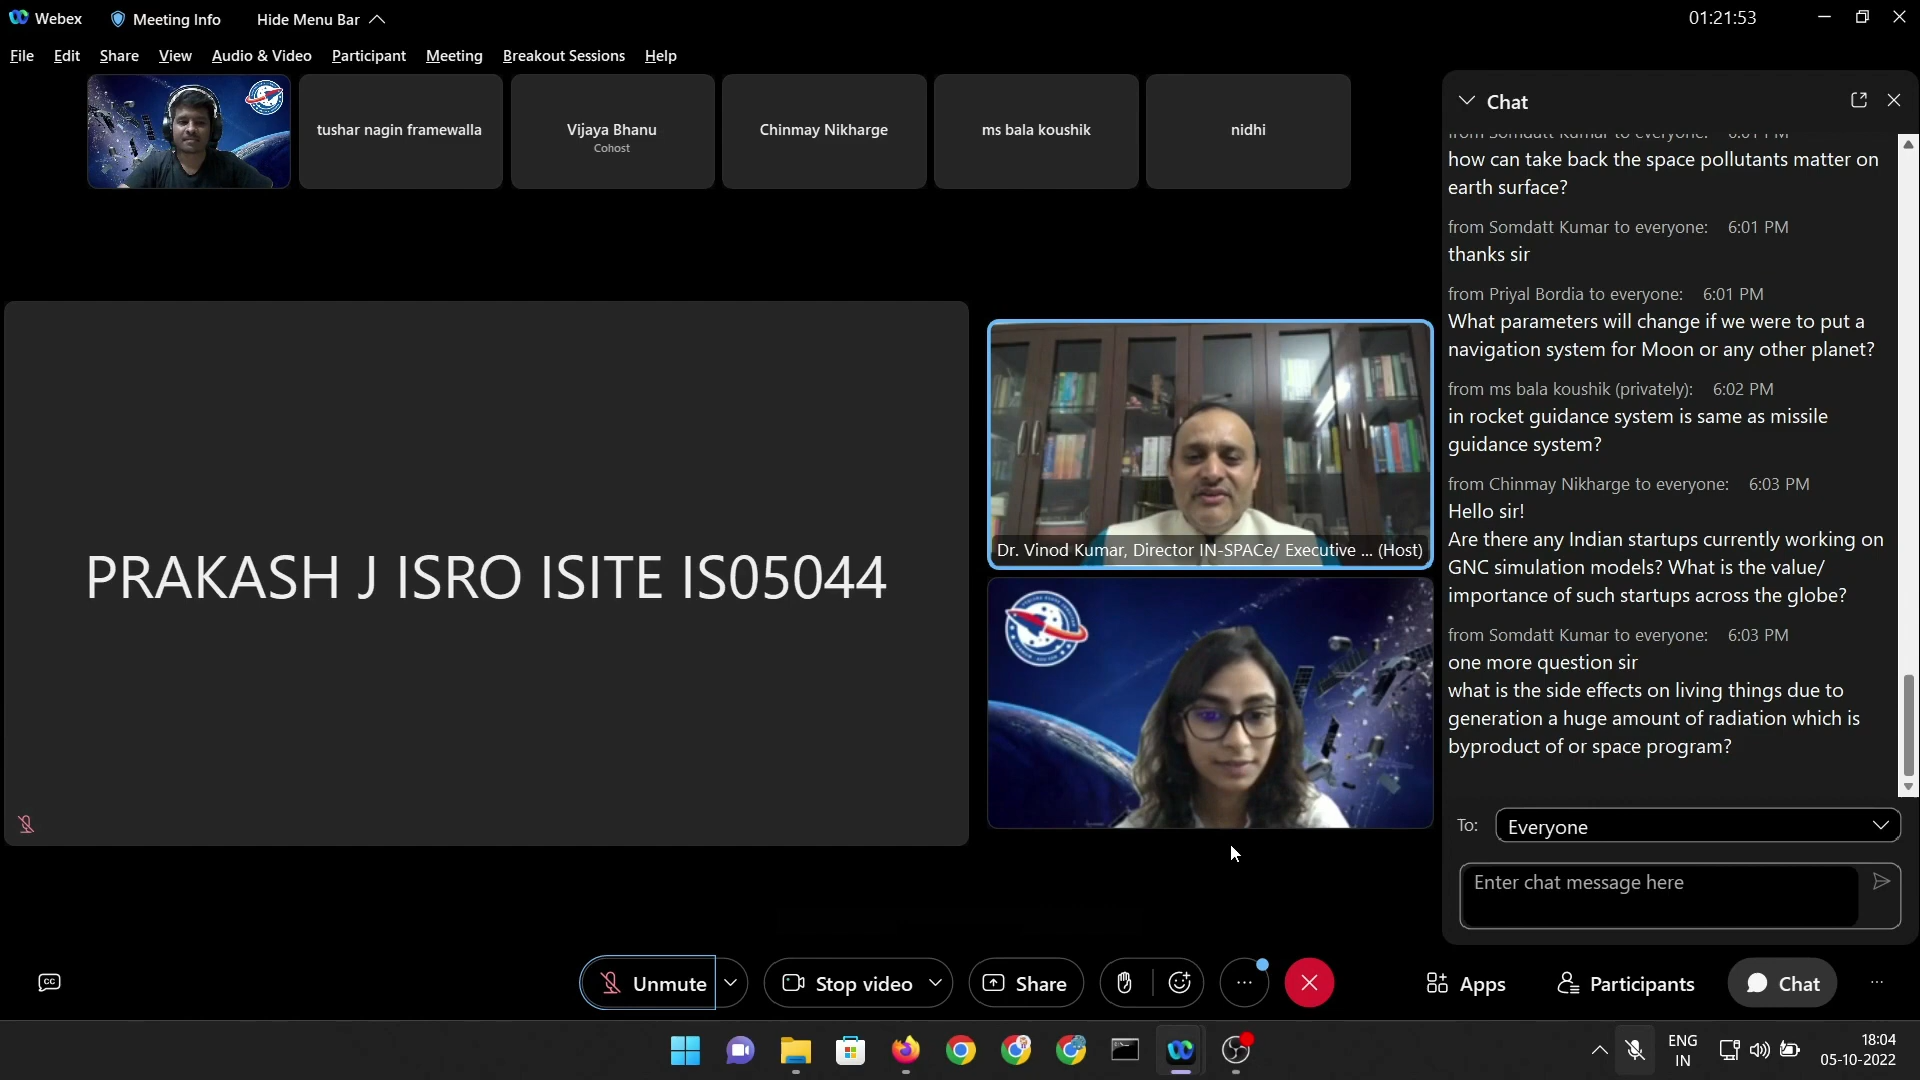 Webex
Meeting Info
Hide Menu Bar
01:21:53
File
Edit
Share
View
Audio & Video
Participant
Meeting
Breakout Sessions
Help
tushar nagin framewalla
Vijaya Bhanu
Cohost
Chinmay Nikharge
ms bala koushik
nidhi
PRAKASH J ISRO ISITE IS05044
Dr. Vinod Kumar, Director IN-SPACe/ Executive ... (Host)
Chat
from Somdatt Kumar to everyone: 6:01 PM
how can take back the space pollutants matter on
earth surface?
from Somdatt Kumar to everyone: 6:01 PM
thanks sir
from Priyal Bordia to everyone: 6:01 PM
What parameters will change if we were to put a
navigation system for Moon or any other planet?
from ms bala koushik (privately): 6:02 PM
in rocket guidance system is same as missile
guidance system?
from Chinmay Nikharge to everyone: 6:03 PM
Hello sir!
Are there any Indian startups currently working on
GNC simulation models? What is the value/
importance of such startups across the globe?
from Somdatt Kumar to everyone: 6:03 PM
one more question sir
what is the side effects on living things due to
generation a huge amount of radiation which is
byproduct of or space program?
To: Everyone
Enter chat message here
CC
Unmute
Stop video
Share
...
Apps
Participants
Chat
...
ENG
IN
18:04
05-10-2022